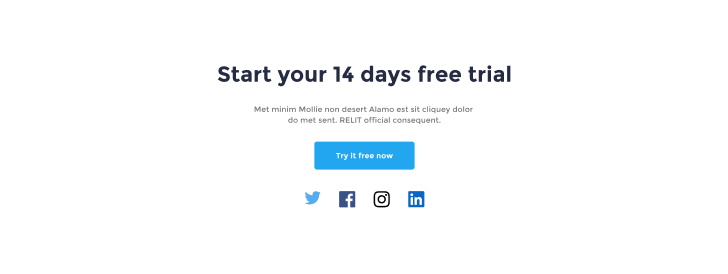 Start your 14 days free trial
Met minim Mollie non desert Alamo est sit cliquey dolor
do met sent. RELIT official consequent.
Try it free now